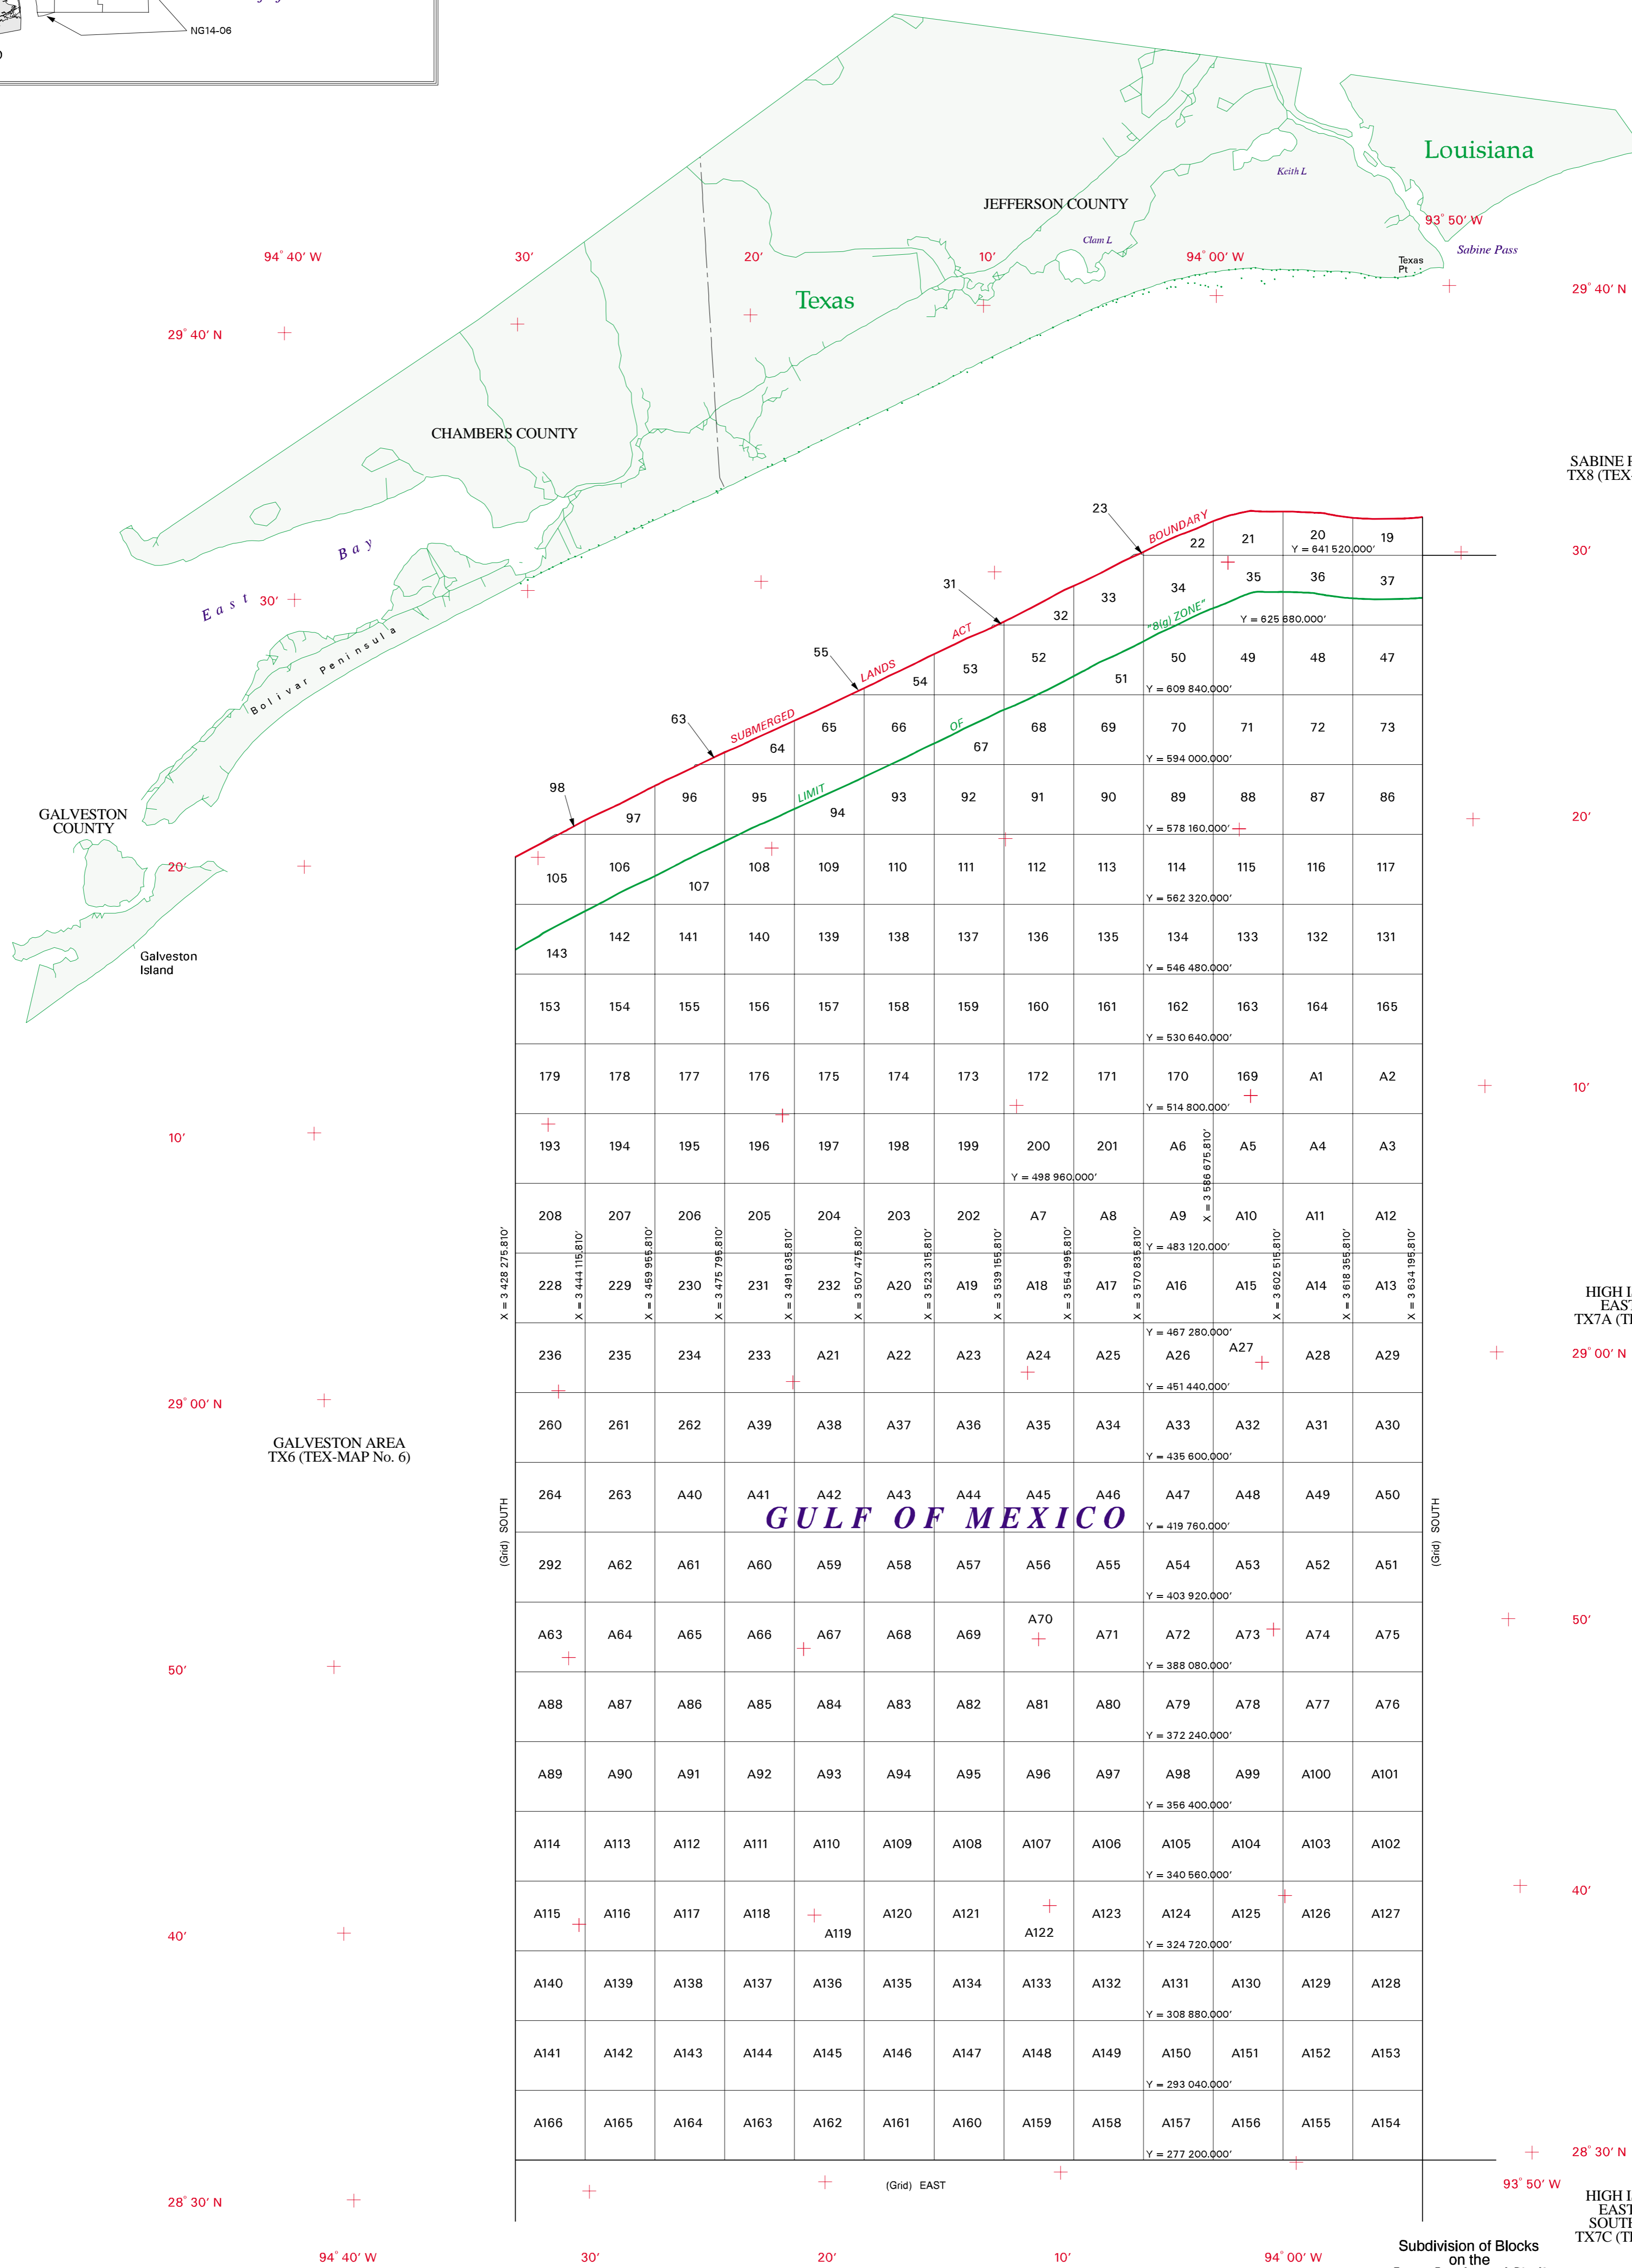 NG14-06
Louisiana
Keith L
JEFFERSON COUNTY
93° 50' W
Clam L
Sabine Pass
94° 40' W
30'
20'
10'
94° 00' W
Texas
Pt
29° 40' N
Texas
29° 40' N
CHAMBERS COUNTY
SABINE
TX8 (TEX-
23
BOUNDARY
22 21 20 19
Y = 641 520.000'
30'
Bay
East
30'
Bolivar Peninsula
31
33 34 35 36 37
32
"8(g) ZONE"
Y = 625 680.000'
ACT
55
LANDS
54 53 52 51 50 49 48 47
Y = 609 840.000'
63
SUBMERGED
64 65 66 67 68 69 70 71 72 73
OF
Y = 594 000.000'
98
97 96 95 94 93 92 91 90 89 88 87 86
LIMIT
Y = 578 160.000'
20'
GALVESTON
COUNTY
20'
105 106 107 108 109 110 111 112 113 114 115 116 117
Y = 562 320.000'
143 142 141 140 139 138 137 136 135 134 133 132 131
Galveston
Island
Y = 546 480.000'
153 154 155 156 157 158 159 160 161 162 163 164 165
Y = 530 640.000'
179 178 177 176 175 174 173 172 171 170 169 A1 A2
10'
Y = 514 800.000'
10'
193 194 195 196 197 198 199 200 201 A6 A5 A4 A3
Y = 498 960.000'
208 207 206 205 204 203 202 A7 A8 A9 A10 A11 A12
Y = 483 120.000'
X = 3 428 275.810'
X = 3 444 115.810'
X = 3 459 955.810'
X = 3 475 795.810'
X = 3 491 635.810'
X = 3 507 475.810'
X = 3 523 315.810'
X = 3 539 155.810'
X = 3 554 995.810'
X = 3 570 835.810'
X = 3 586 675.810'
X = 3 602 515.810'
X = 3 618 355.810'
X = 3 634 195.810'
228 229 230 231 232 A20 A19 A18 A17 A16 A15 A14 A13
HIGH
EAST
TX7A
Y = 467 280.000'
236 235 234 233 A21 A22 A23 A24 A25 A26 A27 A28 A29
29° 00' N
Y = 451 440.000'
29° 00' N
260 261 262 A39 A38 A37 A36 A35 A34 A33 A32 A31 A30
GALVESTON AREA
TX6 (TEX-MAP No. 6)
Y = 435 600.000'
264 263 A40 A41 A42 A43 A44 A45 A46 A47 A48 A49 A50
GULF OF MEXICO
Y = 419 760.000'
(Grid) SOUTH
(Grid) SOUTH
292 A62 A61 A60 A59 A58 A57 A56 A55 A54 A53 A52 A51
Y = 403 920.000'
A63 A64 A65 A66 A67 A68 A69 A70 A71 A72 A73 A74 A75
50'
Y = 388 080.000'
50'
A88 A87 A86 A85 A84 A83 A82 A81 A80 A79 A78 A77 A76
Y = 372 240.000'
A89 A90 A91 A92 A93 A94 A95 A96 A97 A98 A99 A100 A101
Y = 356 400.000'
A114 A113 A112 A111 A110 A109 A108 A107 A106 A105 A104 A103 A102
Y = 340 560.000'
40'
A115 A116 A117 A118 A119 A120 A121 A122 A123 A124 A125 A126 A127
40'
Y = 324 720.000'
A140 A139 A138 A137 A136 A135 A134 A133 A132 A131 A130 A129 A128
Y = 308 880.000'
A141 A142 A143 A144 A145 A146 A147 A148 A149 A150 A151 A152 A153
Y = 293 040.000'
A166 A165 A164 A163 A162 A161 A160 A159 A158 A157 A156 A155 A154
Y = 277 200.000'
28° 30' N
(Grid) EAST
93° 50' W
28° 30' N
HIGH
EAST
SOUTH
TX7C
94° 40' W
30'
20'
10'
94° 00' W
Subdivision of Blocks
on the